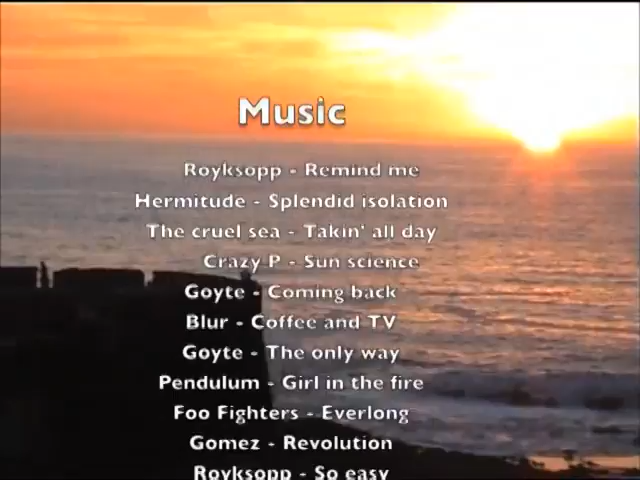 Music
Royksopp - Remind me
Hermitude - Splendid isolation
The cruel sea - Takin' all day
Crazy P - Sun science
Goyte - Coming back
Blur - Coffee and TV
Goyte - The only way
Pendulum - Girl in the fire
Foo Fighters - Everlong
Gomez - Revolution
Royksopp - So easy